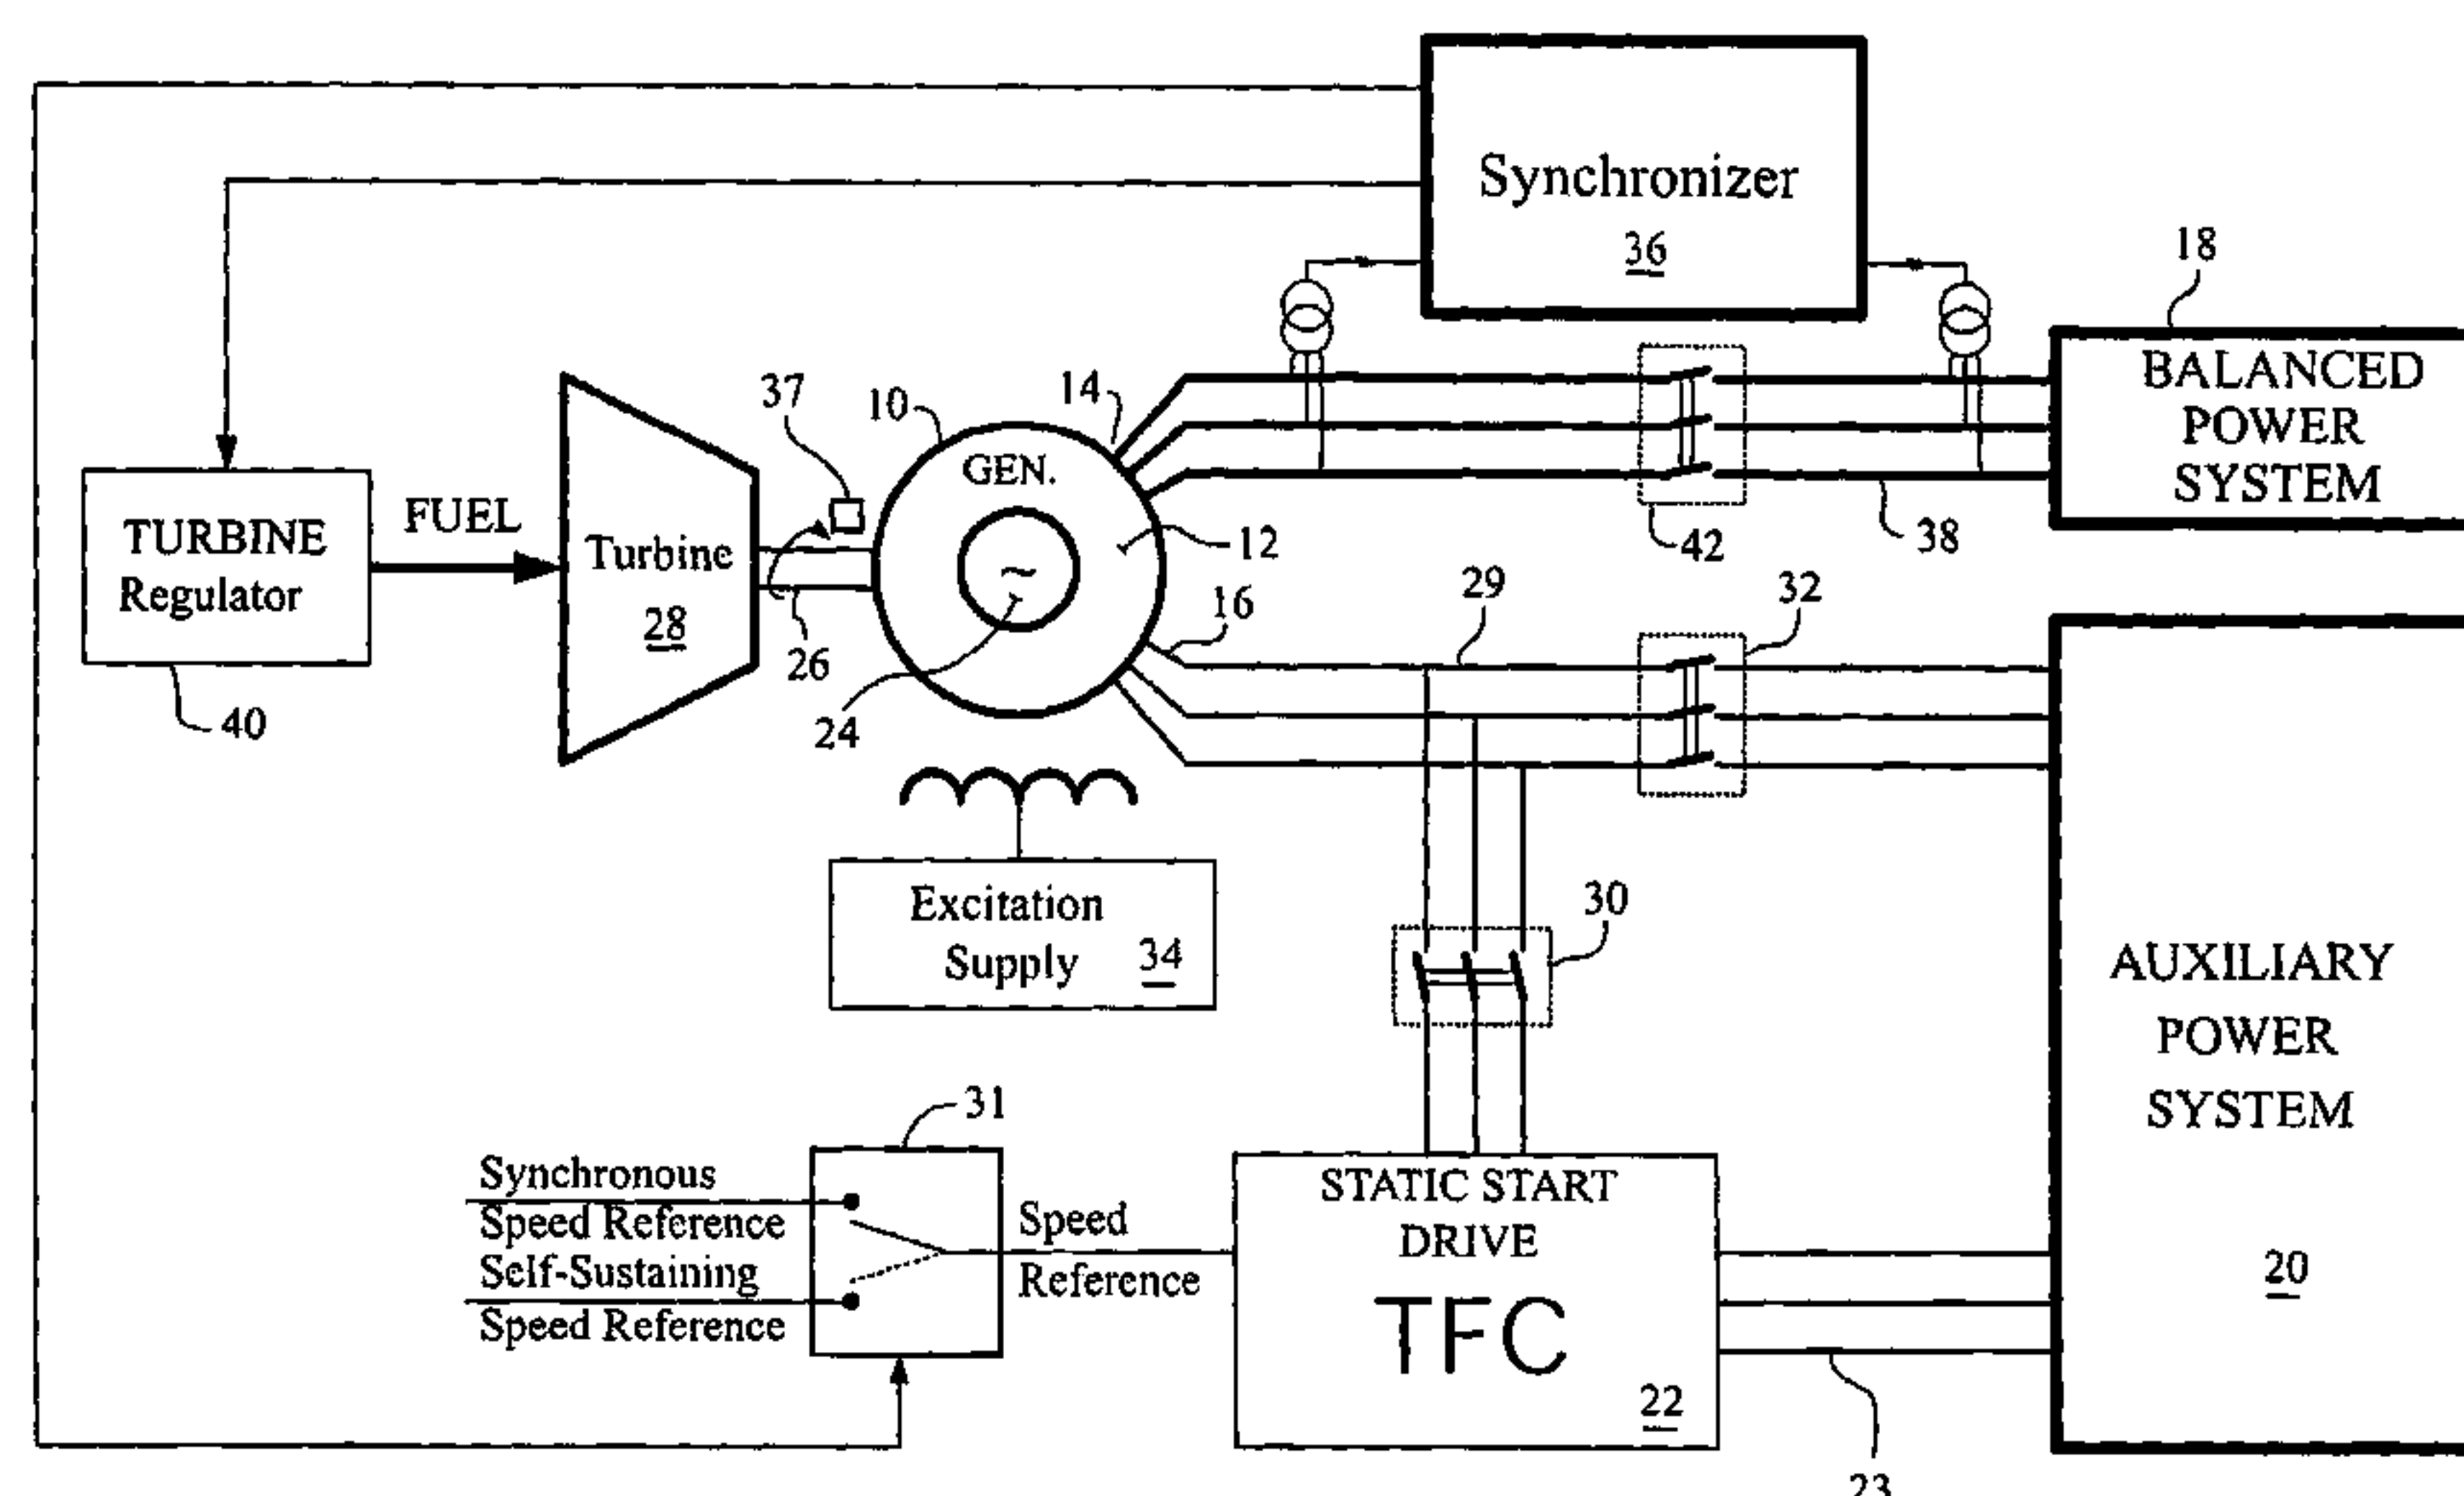 Synchronizer
36
18
BALANCED
POWER
SYSTEM
37
10
14
GEN.
12
42
38
FUEL
TURBINE
Regulator
Turbine
28
26
24
40
16
29
32
Excitation
Supply
34
30
AUXILIARY
POWER
SYSTEM
20
31
Synchronous
Speed Reference
Self-Sustaining
Speed Reference
Speed
Reference
STATIC START
DRIVE
TFC
22
23